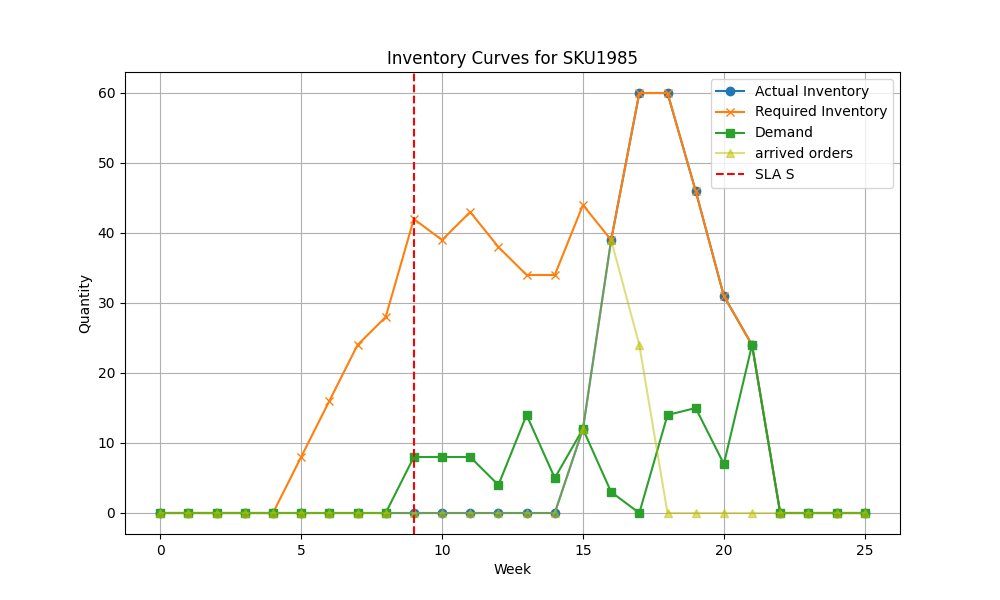 Inventory Curves for SKU1985
Actual Inventory
Required Inventory
Demand
arrived orders
SLA S
60
50
40
30
20
10
0
Quantity
0 5 10 15 20 25
Week